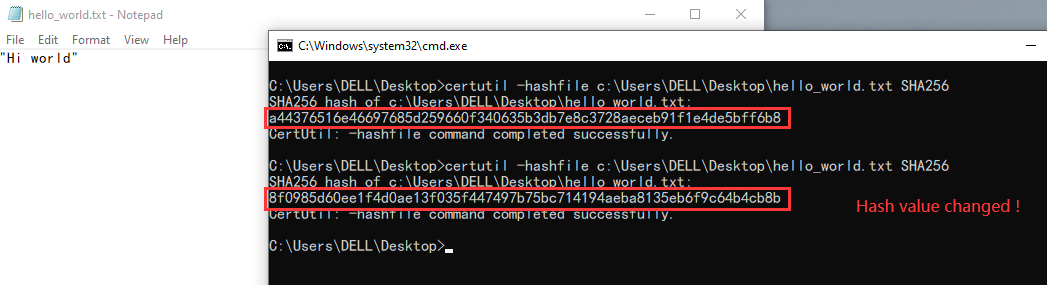 hello_world.txt - Notepad
File Edit Format View Help
"Hi world"
C:\Windows\system32\cmd.exe
C:\Users\DELL\Desktop>certutil -hashfile c:\Users\DELL\Desktop\hello_world.txt SHA256
SHA256 hash of c:\Users\DELL\Desktop\hello_world.txt:
a44376516e46697685d259660f340635b3db7e8c3728aeceb91f1e4de5bff6b8
CertUtil: -hashfile command completed successfully.
C:\Users\DELL\Desktop>certutil -hashfile c:\Users\DELL\Desktop\hello_world.txt SHA256
SHA256 hash of c:\Users\DELL\Desktop\hello_world.txt:
8f0985d60ee1f4d0ae13f035f447497b75bc714194aeba8135eb6f9c64b4cb8b
Hash value changed !
CertUtil: -hashfile command completed successfully.
C:\Users\DELL\Desktop>